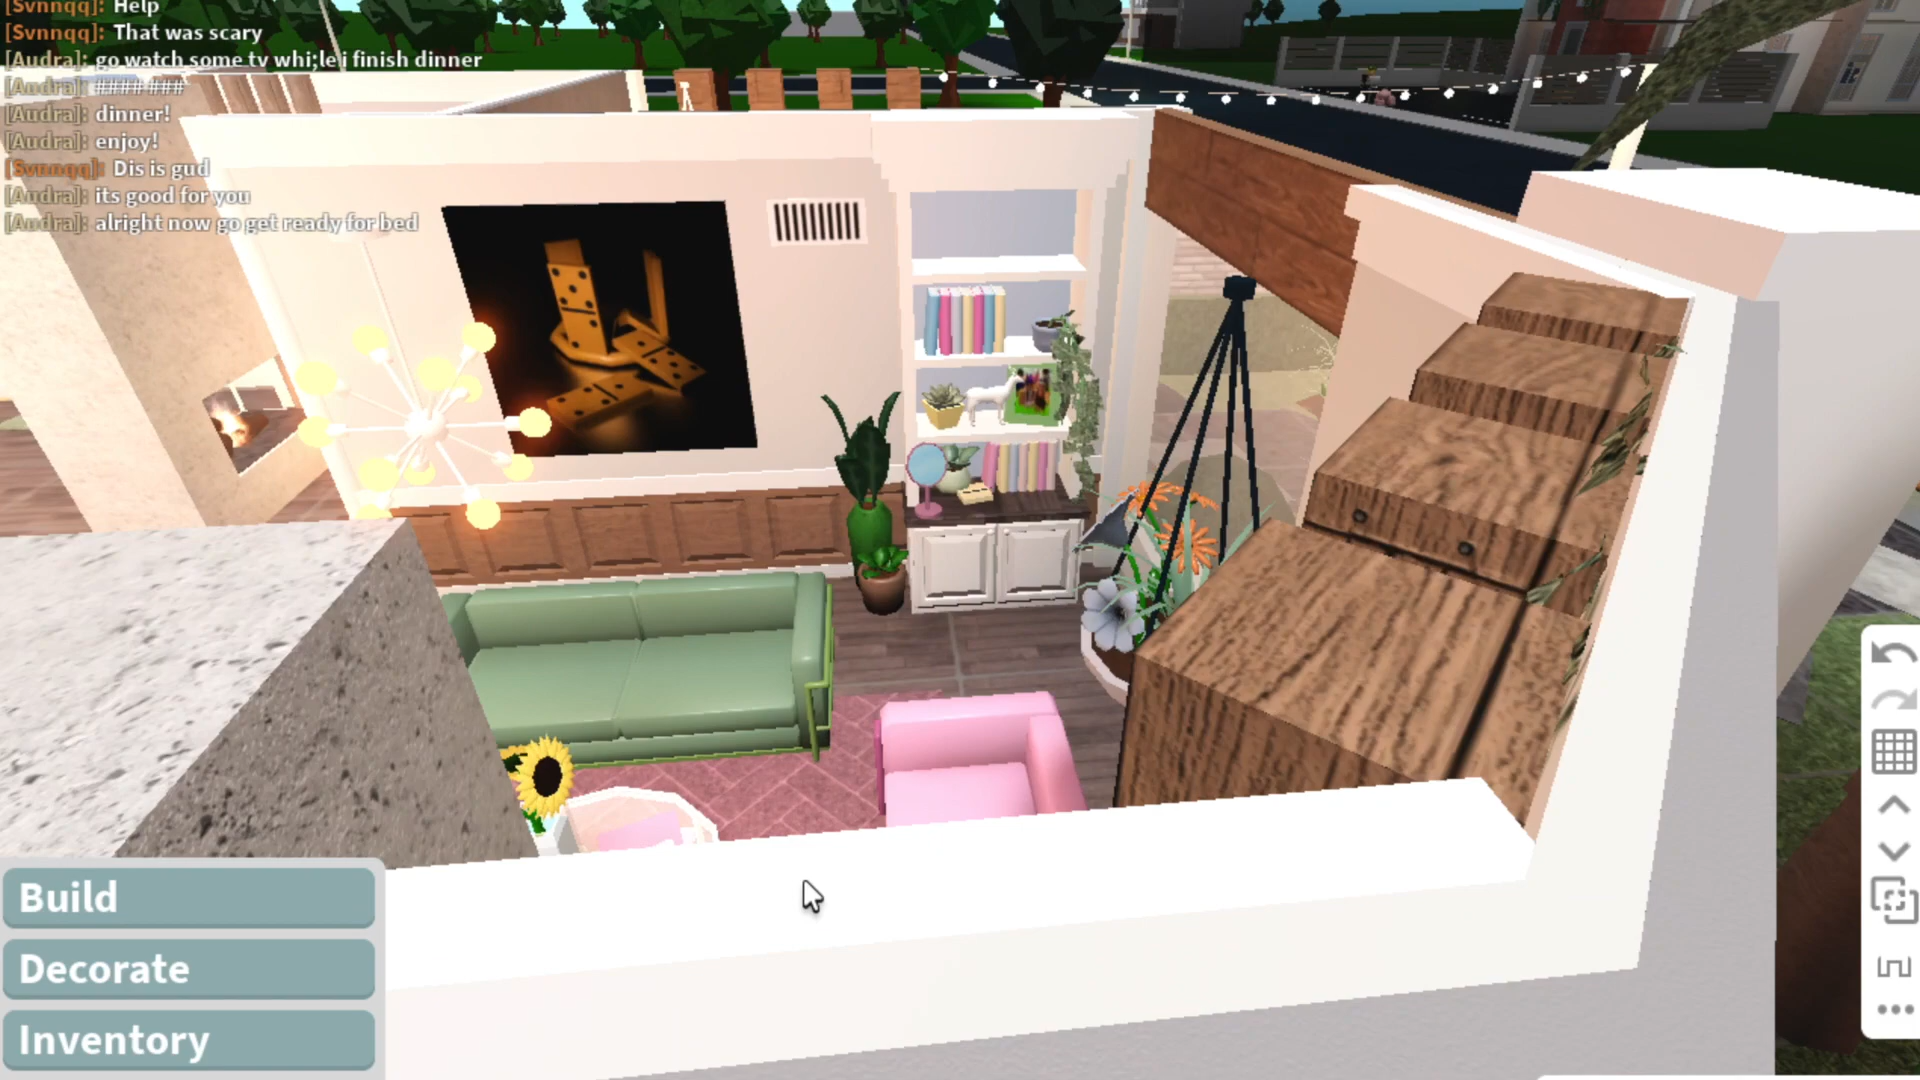 [Svnnqq]: Help
[Svnnqq]: That was scary
[Audra]: go watch some tv whi;le i finish dinner
[Audra]: #### ###
[Audra]: dinner!
[Audra]: enjoy!
[Svnnqq]: Dis is gud
[Audra]: its good for you
[Audra]: alright now go get ready for bed
Build
Decorate
Inventory